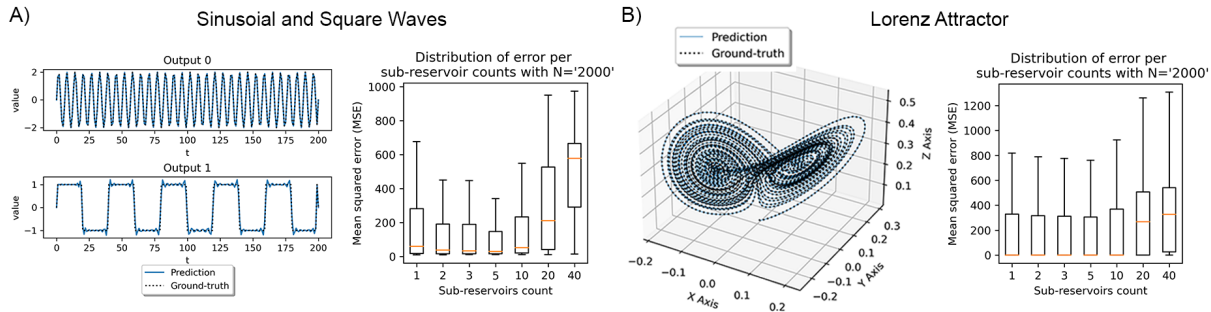 A)
Sinusoial and Square Waves
Output 0
2
0
−2
value
0 25 50 75 100 125 150 175 200
t
Output 1
1
0
−1
value
0 25 50 75 100 125 150 175 200
t
Prediction
Ground-truth
Distribution of error per
sub-reservoir counts with N='2000'
1000
800
600
400
200
0
Mean squared error (MSE)
1 2 3 5 10 20 40
Sub-reservoirs count
B)
Lorenz Attractor
Prediction
Ground-truth
0.5
0.4
0.3
0.2
0.1
Z Axis
−0.2 −0.1 0.0 0.1 0.2
X Axis
−0.2 −0.1 0.0 0.1 0.2 0.3
Y Axis
Distribution of error per
sub-reservoir counts with N='2000'
1200
1000
800
600
400
200
0
Mean squared error (MSE)
1 2 3 5 10 20 40
Sub-reservoirs count